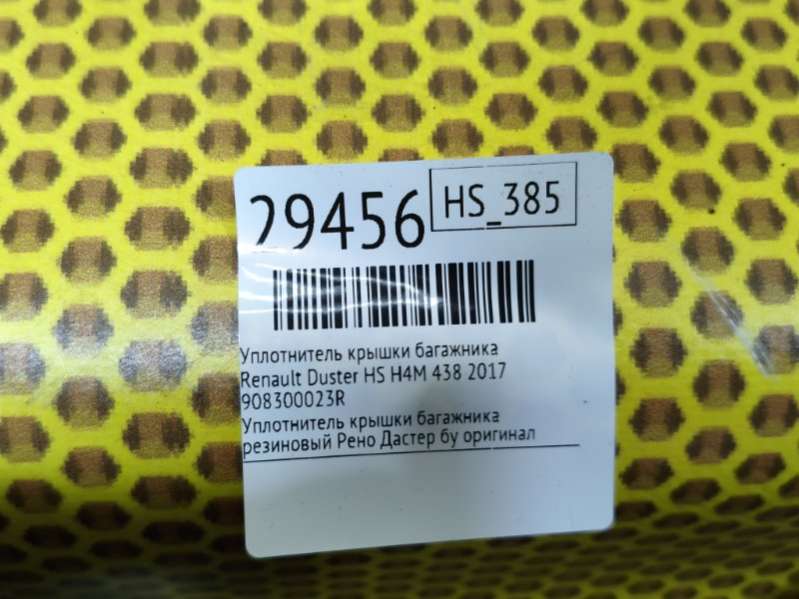 29456
HS_385
Уплотнитель крышки багажника
Renault Duster HS H4M 438 2017
908300023R
Уплотнитель крышки багажника
резиновый Рено Дастер бу оригинал